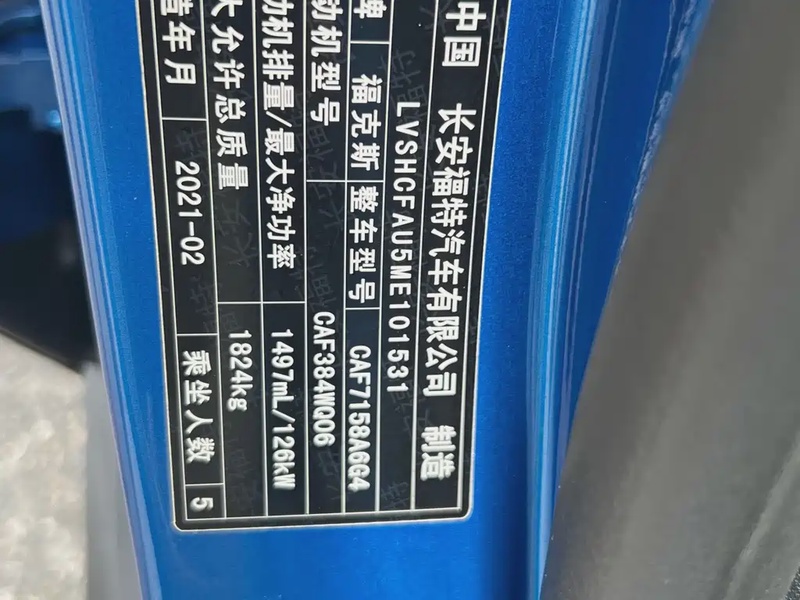 中国 长安福特汽车有限公司 制造
LVSHCFAU5ME101531
牌 福克斯 整车型号 CAF7158A6G4
动机型号 CAF384WQ06
动机排量/最大净功率 1497mL/126kW
大允许总质量 1824kg
造年月 2021-02 乘坐人数 5